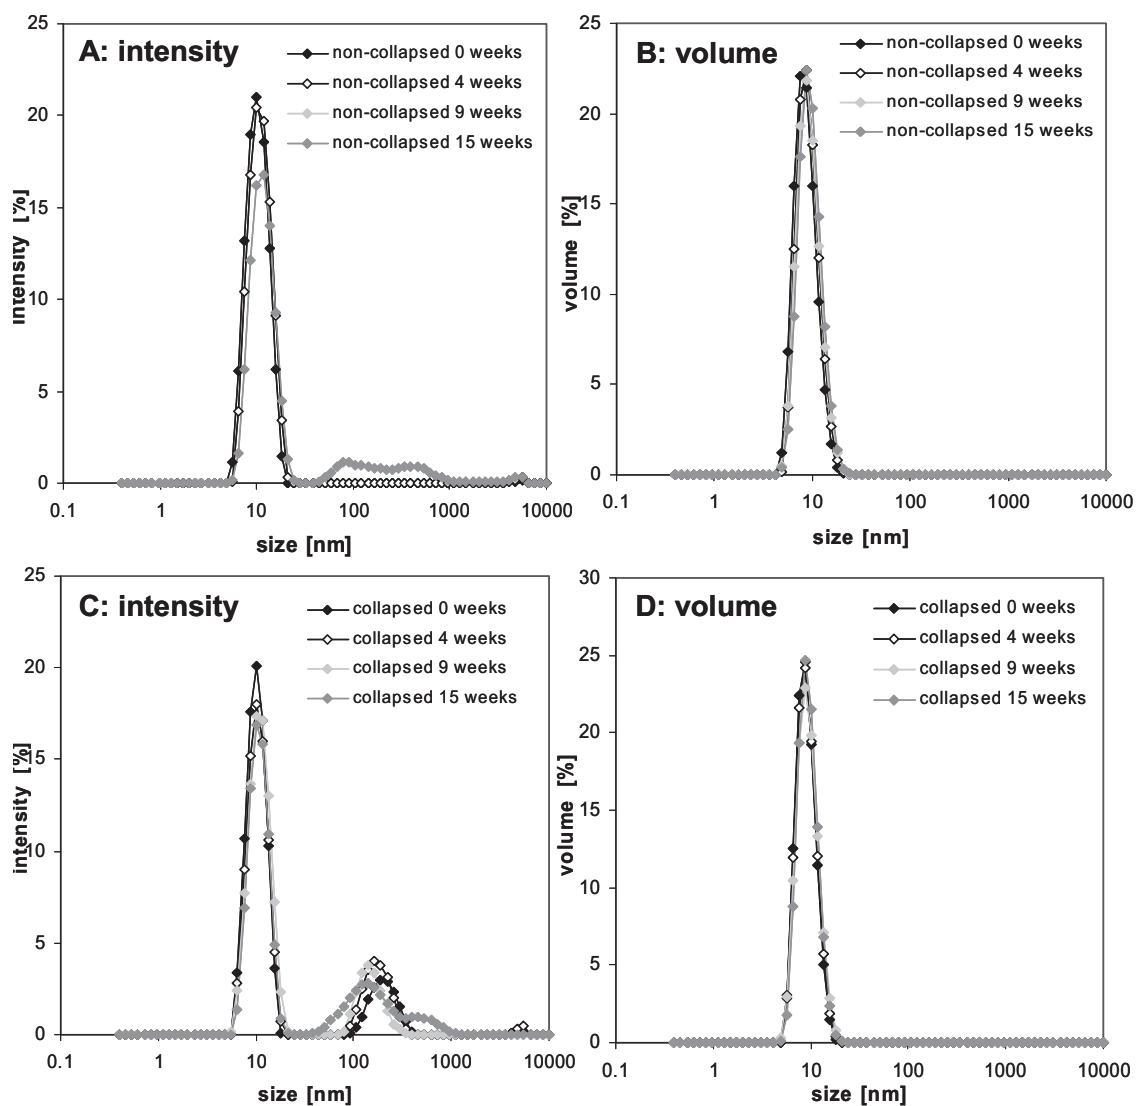 A: intensity
non-collapsed 0 weeks
non-collapsed 4 weeks
non-collapsed 9 weeks
non-collapsed 15 weeks
25
20
15
10
5
0
intensity [%]
0.1 1 10 100 1000 10000
size [nm]
B: volume
non-collapsed 0 weeks
non-collapsed 4 weeks
non-collapsed 9 weeks
non-collapsed 15 weeks
25
20
15
10
5
0
volume [%]
0.1 1 10 100 1000 10000
size [nm]
C: intensity
collapsed 0 weeks
collapsed 4 weeks
collapsed 9 weeks
collapsed 15 weeks
25
20
15
10
5
0
intensity [%]
0.1 1 10 100 1000 10000
size [nm]
D: volume
collapsed 0 weeks
collapsed 4 weeks
collapsed 9 weeks
collapsed 15 weeks
30
25
20
15
10
5
0
volume [%]
0.1 1 10 100 1000 10000
size [nm]